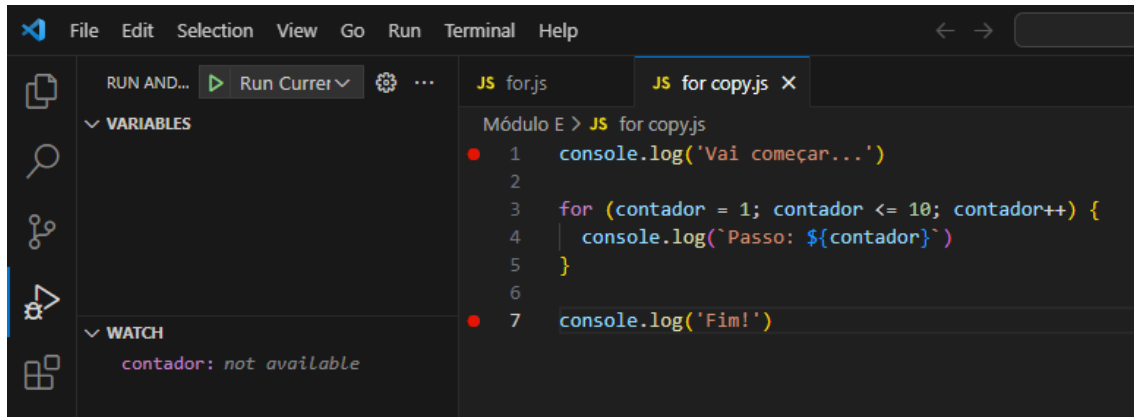 File Edit Selection View Go Run Terminal Help
RUN AND... Run Currer
VARIABLES
WATCH
contador: not available
JS for.js JS for copy.js
Módulo E > JS for copy.js
1 console.log('Vai começar...')
2
3 for (contador = 1; contador <= 10; contador++) {
4 console.log(`Passo: ${contador}`)
5 }
6
7 console.log('Fim!')